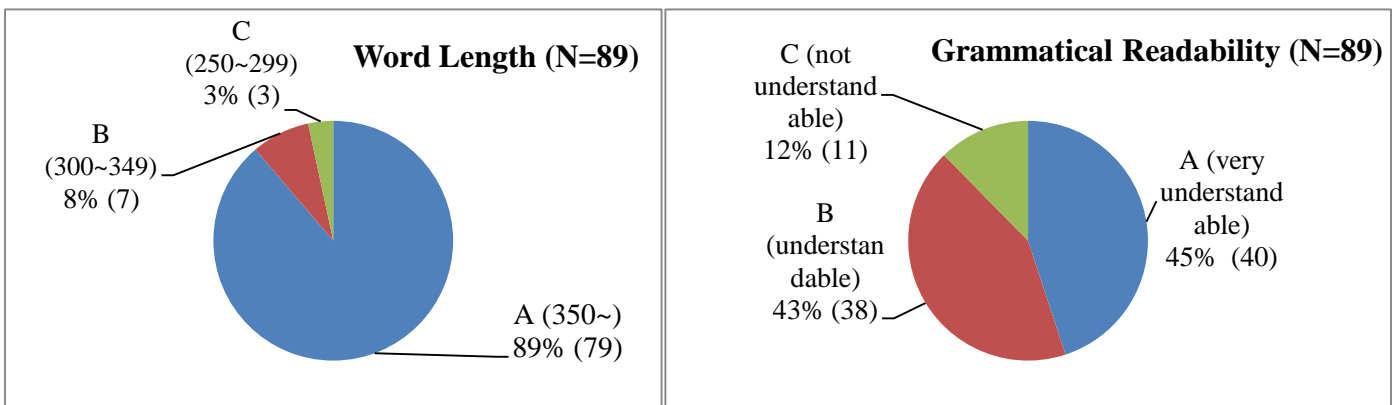 Word Length (N=89)
C
(250~299)
3% (3)
B
(300~349)
8% (7)
A (350~)
89% (79)
Grammatical Readability (N=89)
C (not
understand
able)
12% (11)
A (very
understand
able)
45% (40)
B
(understan
dable)
43% (38)